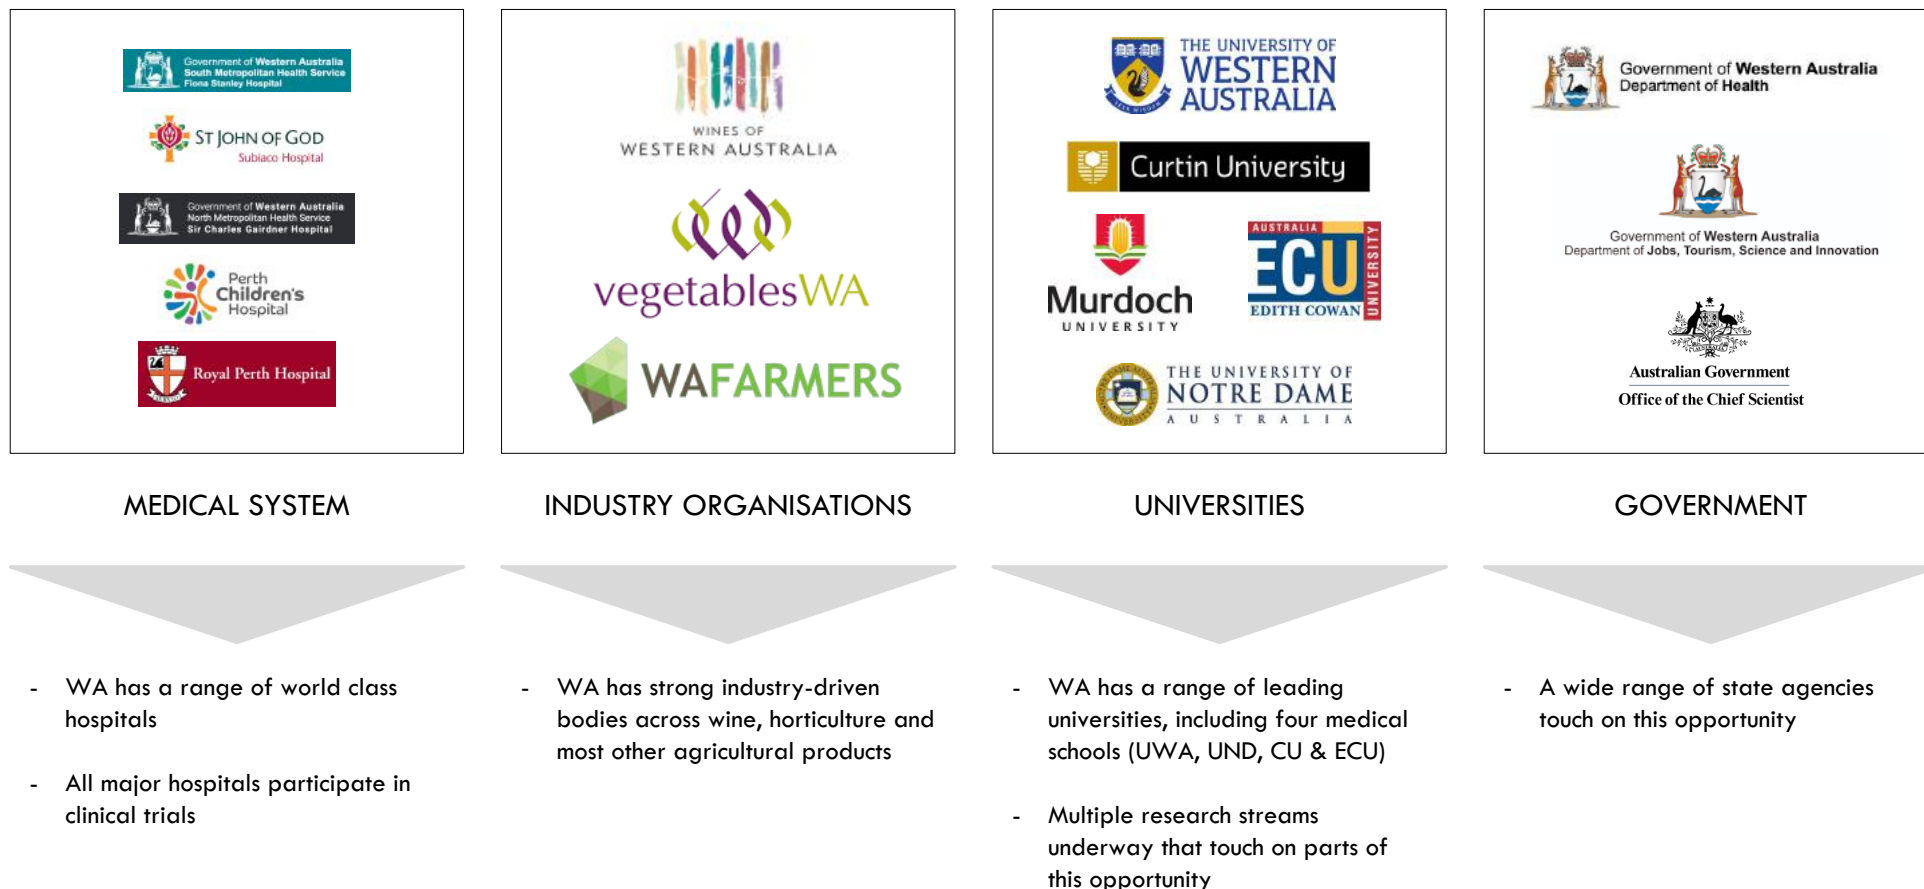 Government of Western Australia
South Metropolitan Health Service
Fiona Stanley Hospital
ST JOHN OF GOD
Subiaco Hospital
Government of Western Australia
North Metropolitan Health Service
Sir Charles Gairdner Hospital
Perth
Children's
Hospital
Royal Perth Hospital
WINES OF
WESTERN AUSTRALIA
vegetablesWA
WAFARMERS
THE UNIVERSITY OF
WESTERN
AUSTRALIA
SEEK WISDOM
Curtin University
Murdoch
UNIVERSITY
AUSTRALIA
ECU
EDITH COWAN
UNIVERSITY
THE UNIVERSITY OF
NOTRE DAME
AUSTRALIA
Government of Western Australia
Department of Health
Government of Western Australia
Department of Jobs, Tourism, Science and Innovation
Australian Government
Office of the Chief Scientist
MEDICAL SYSTEM
INDUSTRY ORGANISATIONS
UNIVERSITIES
GOVERNMENT
- WA has a range of world class
hospitals
- All major hospitals participate in
clinical trials
- WA has strong industry-driven
bodies across wine, horticulture and
most other agricultural products
- WA has a range of leading
universities, including four medical
schools (UWA, UND, CU & ECU)
- Multiple research streams
underway that touch on parts of
this opportunity
- A wide range of state agencies
touch on this opportunity